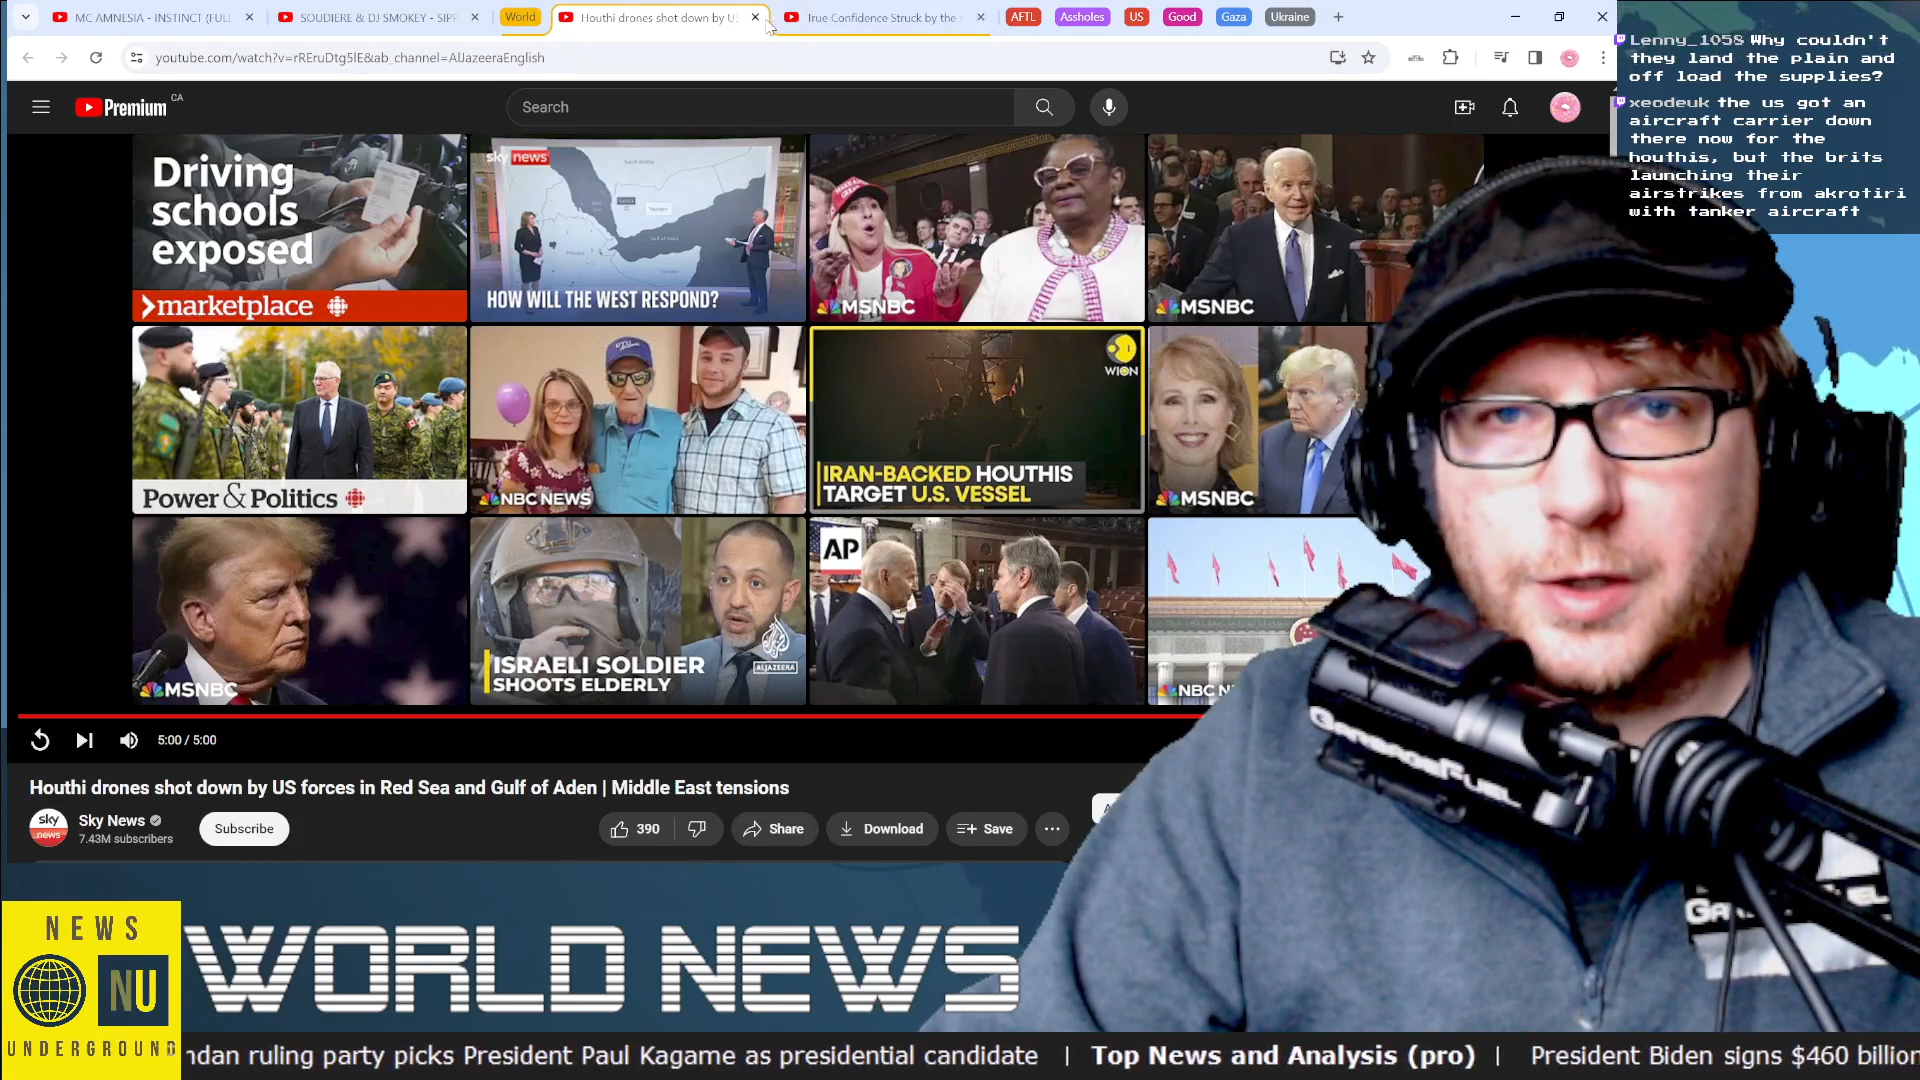 MC AMNESIA - INSTINCT (FULL
SOUDIERE & DJ SMOKEY - SIPP
World
Houthi drones shot down by US
True Confidence Struck by the
AFTL
Assholes
US
Good
Gaza
Ukraine
youtube.com/watch?v=rREruDtg5lE&ab_channel=AlJazeeraEnglish
Premium CA
Search
Lenny_1058 Why couldn't
they land the plain and
off load the supplies?
xeodeuk the us got an
aircraft carrier down
there now for the
houthis, but the brits
launching their
airstrikes from akrotiri
with tanker aircraft
Driving
schools
exposed
marketplace
sky news
HOW WILL THE WEST RESPOND?
MSNBC
MSNBC
Power & Politics
NBC NEWS
WION
IRAN-BACKED HOUTHIS
TARGET U.S. VESSEL
MSNBC
MSNBC
ISRAELI SOLDIER
SHOOTS ELDERLY
ALJAZEERA
AP
NBC N
5:00 / 5:00
Houthi drones shot down by US forces in Red Sea and Gulf of Aden | Middle East tensions
sky news
Sky News
7.43M subscribers
Subscribe
390
Share
Download
Save
NEWS
NU
UNDERGROUND
WORLD NEWS
ndan ruling party picks President Paul Kagame as presidential candidate | Top News and Analysis (pro) | President Biden signs $460 billion